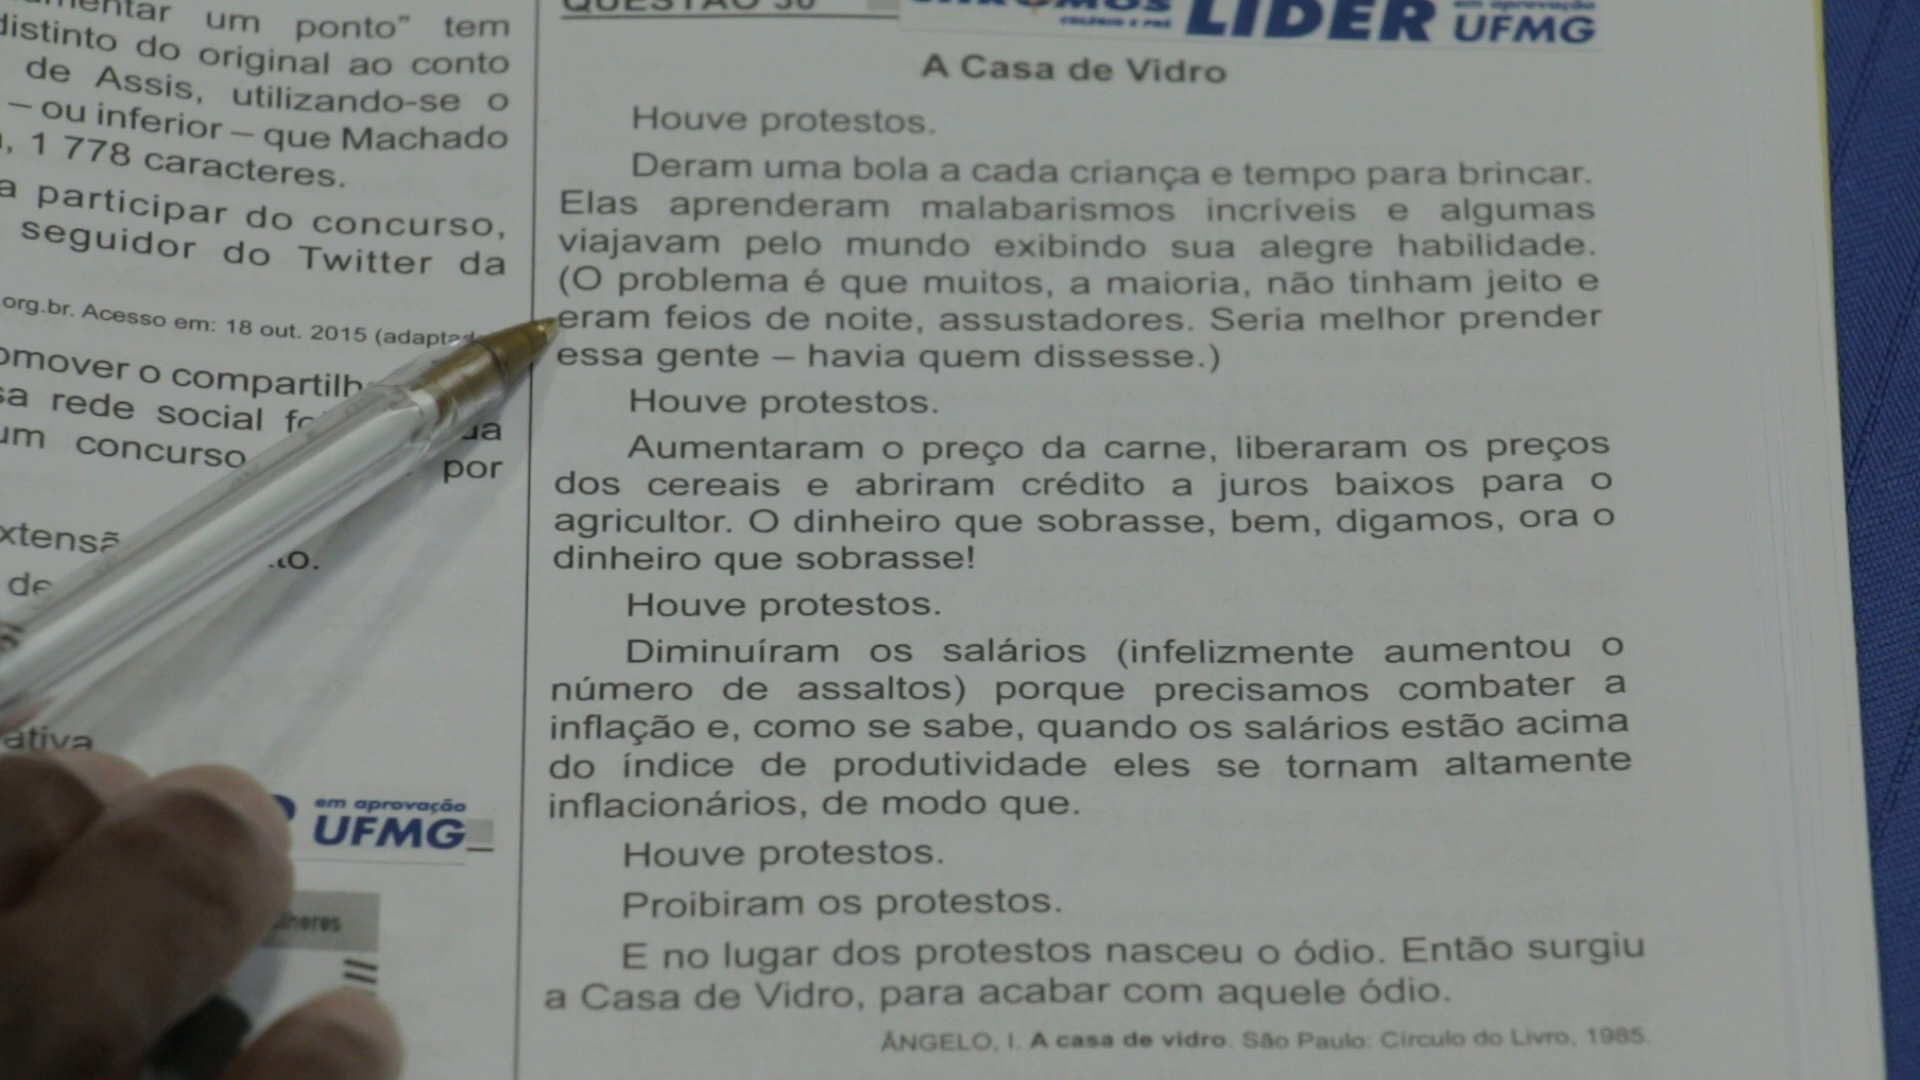 um ponto" tem
distinto do original ao conto
de Assis, utilizando-se o
– ou inferior – que Machado
1 778 caracteres.
a participar do concurso,
seguidor do Twitter da
org.br. Acesso em: 18 out. 2015
o
sa rede social
um concurso por
de
ativa
em aprovação
UFMG
QUESTÃO 30
LÍDER em aprovação
UFMG
A Casa de Vidro
Houve protestos.
Deram uma bola a cada criança e tempo para brincar.
Elas aprenderam malabarismos incríveis e algumas
viajavam pelo mundo exibindo sua alegre habilidade.
(O problema é que muitos, a maioria, não tinham jeito e
eram feios de noite, assustadores. Seria melhor prender
essa gente – havia quem dissesse.)
Houve protestos.
Aumentaram o preço da carne, liberaram os preços
dos cereais e abriram crédito a juros baixos para o
agricultor. O dinheiro que sobrasse, bem, digamos, ora o
dinheiro que sobrasse!
Houve protestos.
Diminuíram os salários (infelizmente aumentou o
número de assaltos) porque precisamos combater a
inflação e, como se sabe, quando os salários estão acima
do índice de produtividade eles se tornam altamente
inflacionários, de modo que.
Houve protestos.
Proibiram os protestos.
E no lugar dos protestos nasceu o ódio. Então surgiu
a Casa de Vidro, para acabar com aquele ódio.
ÂNGELO, I. A casa de vidro. São Paulo: Círculo do Livro, 1985.